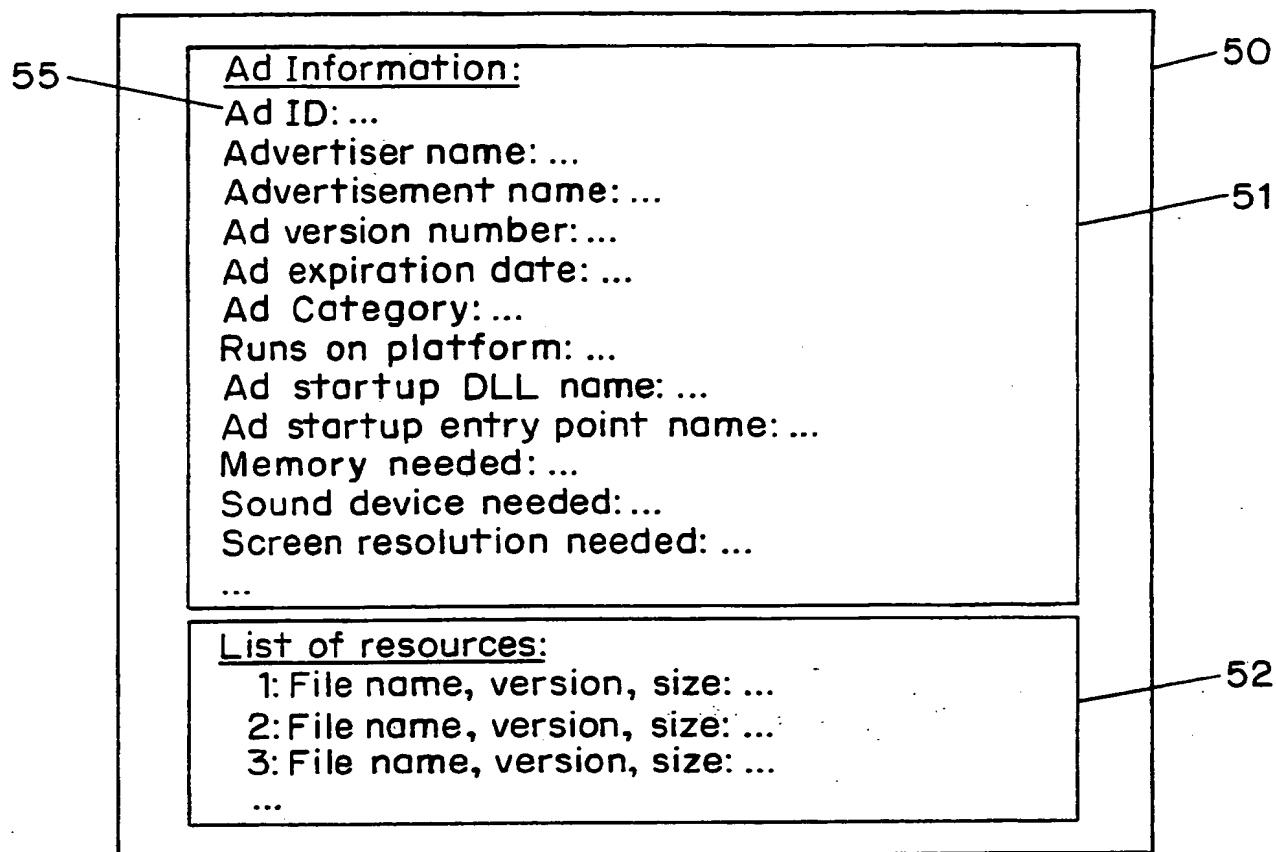 Ad Information:
55
50
Ad ID: ...
Advertiser name: ...
Advertisement name: ...
51
Ad version number: ...
Ad expiration date: ...
Ad Category: ...
Runs on platform: ...
Ad startup DLL name: ...
Ad startup entry point name: ...
Memory needed: ...
Sound device needed: ...
Screen resolution needed: ...
...
List of resources:
1: File name, version, size: ...
52
2: File name, version, size: ...
3: File name, version, size: ...
...